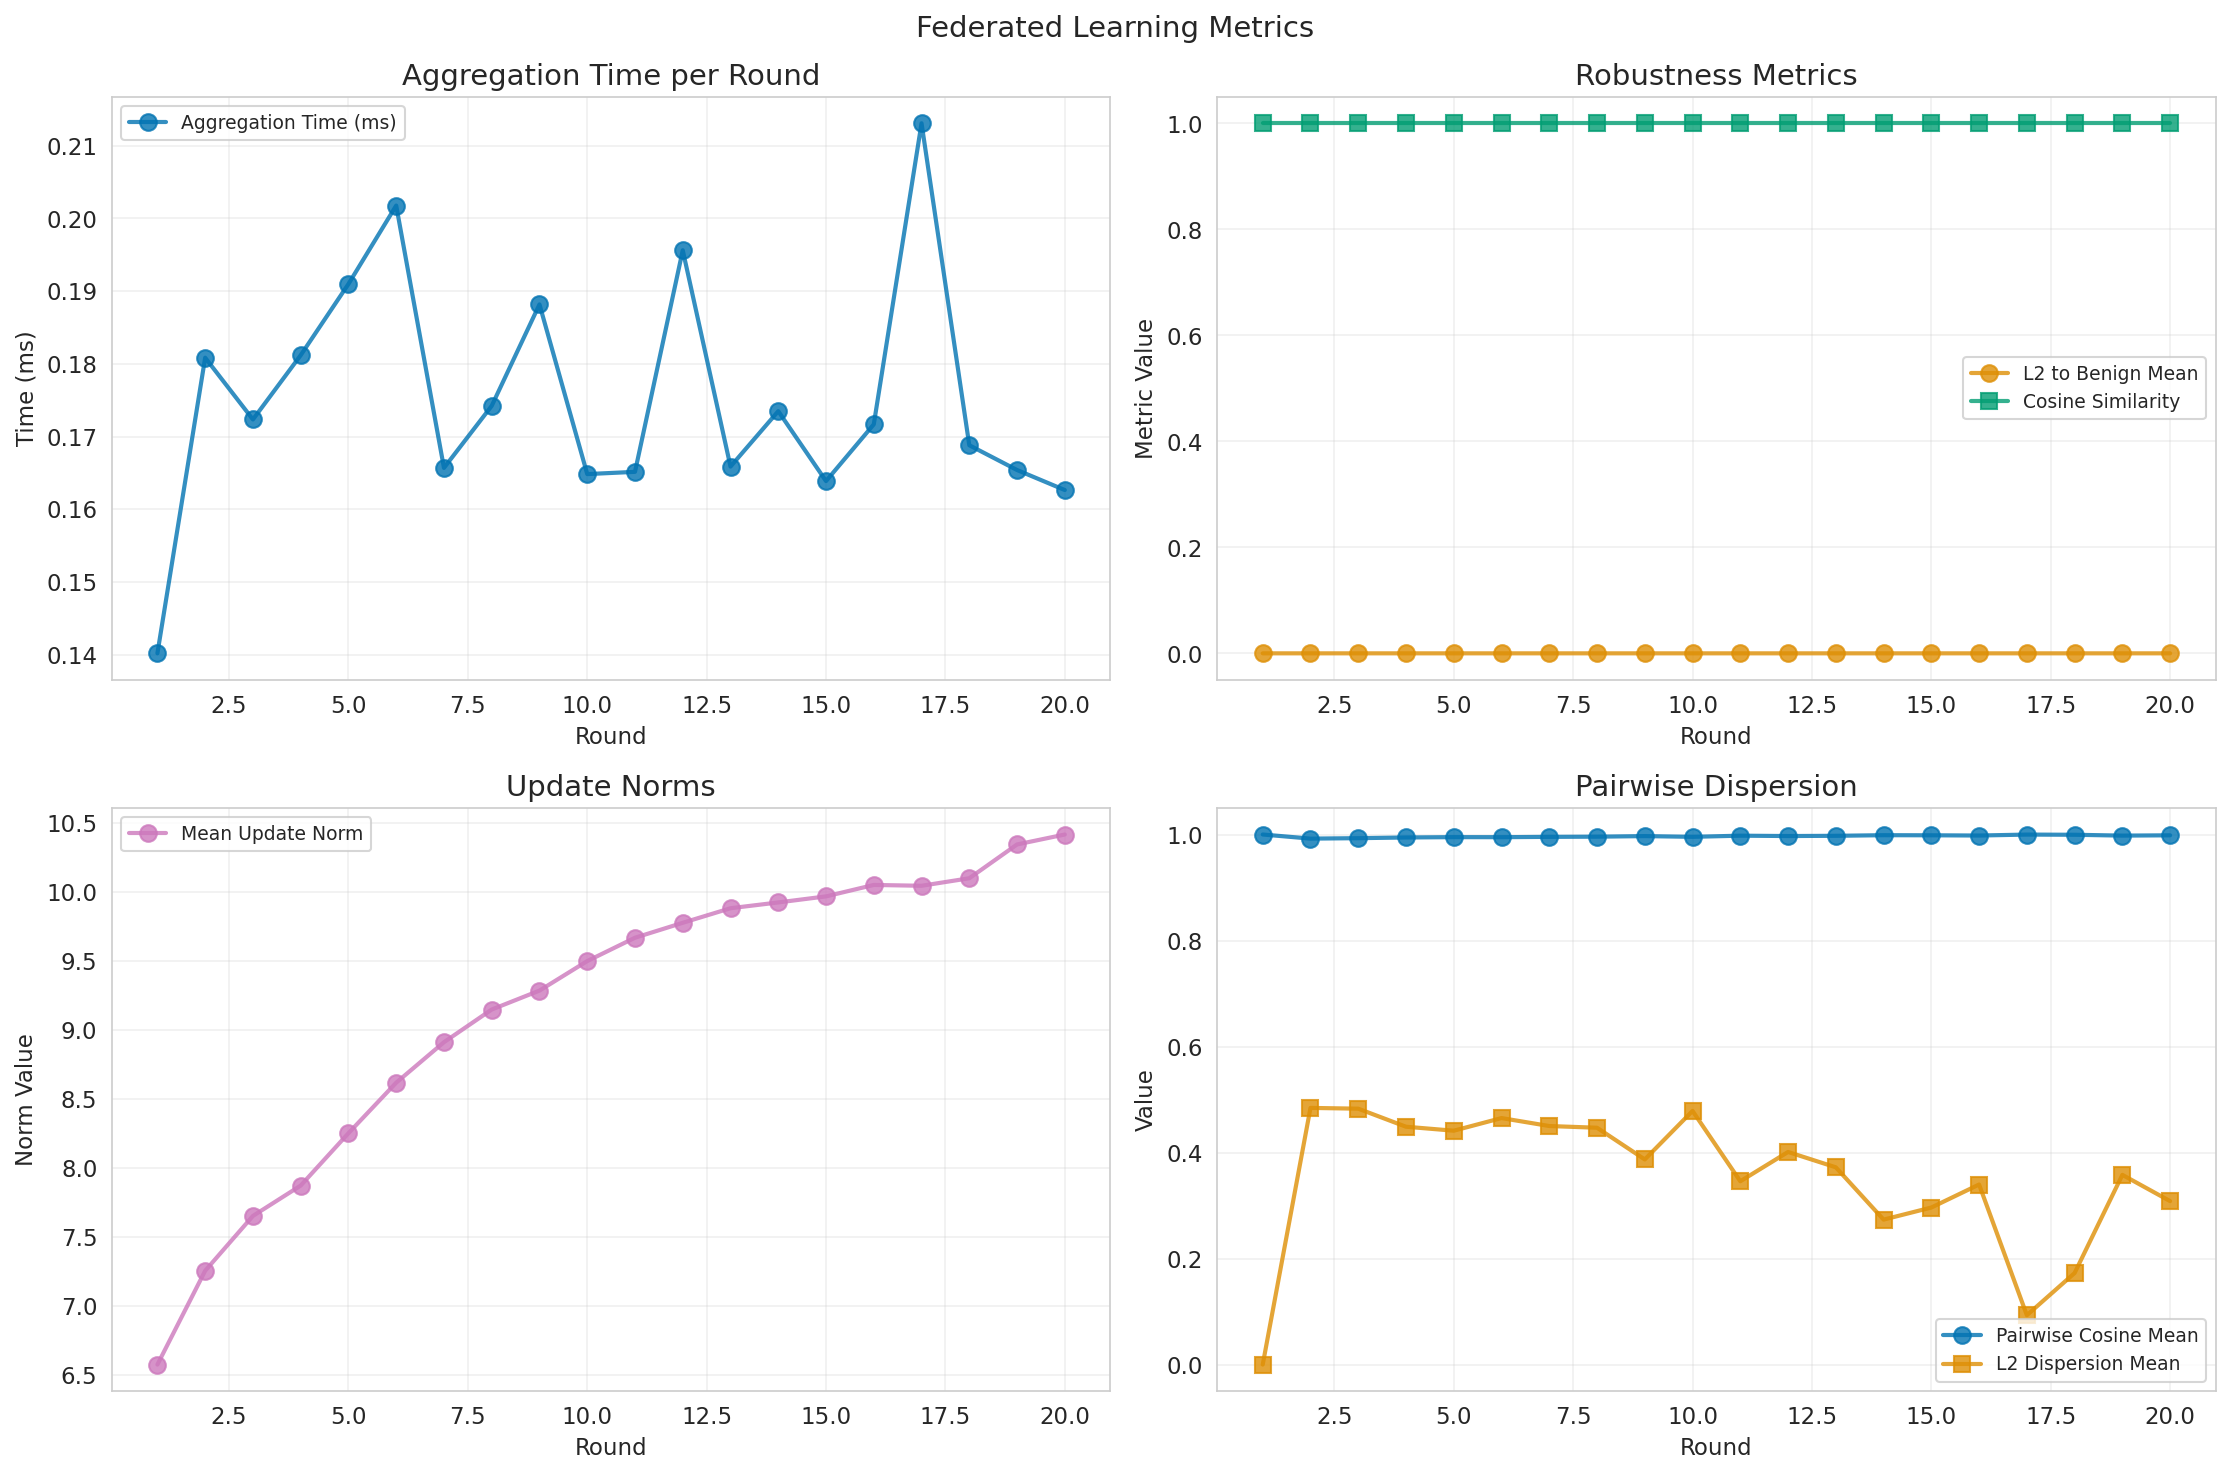 Federated Learning Metrics
Aggregation Time per Round
Aggregation Time (ms)
Time (ms)
0.21
0.20
0.19
0.18
0.17
0.16
0.15
0.14
2.5 5.0 7.5 10.0 12.5 15.0 17.5 20.0
Round
Robustness Metrics
L2 to Benign Mean
Cosine Similarity
Metric Value
1.0
0.8
0.6
0.4
0.2
0.0
2.5 5.0 7.5 10.0 12.5 15.0 17.5 20.0
Round
Update Norms
Mean Update Norm
Norm Value
10.5
10.0
9.5
9.0
8.5
8.0
7.5
7.0
6.5
2.5 5.0 7.5 10.0 12.5 15.0 17.5 20.0
Round
Pairwise Dispersion
Value
1.0
0.8
0.6
0.4
0.2
0.0
Pairwise Cosine Mean
L2 Dispersion Mean
2.5 5.0 7.5 10.0 12.5 15.0 17.5 20.0
Round